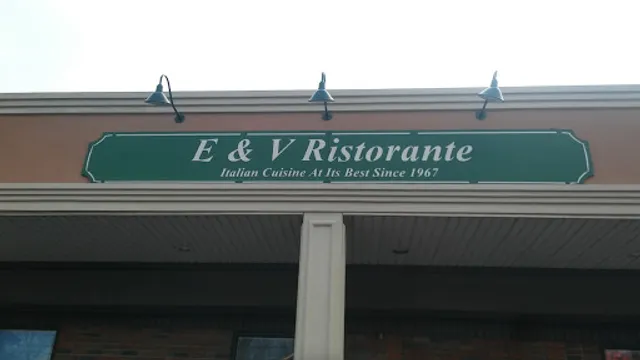 E & V Ristorante
Italian Cuisine At Its Best Since 1967